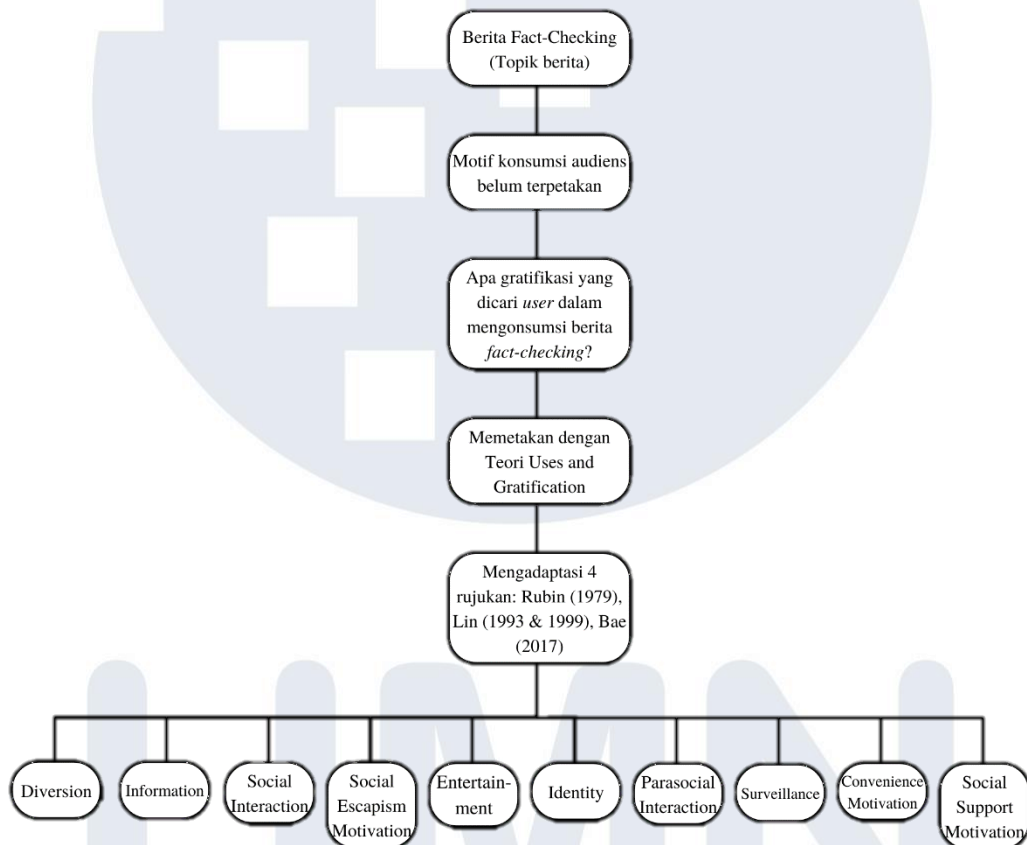 Berita Fact-Checking
(Topik berita)
Motif konsumsi audiens
belum terpetakan
Apa gratifikasi yang
dicari user dalam
mengonsumsi berita
fact-checking?
Memetakan dengan
Teori Uses and
Gratification
Mengadaptasi 4
rujukan: Rubin (1979),
Lin (1993 & 1999), Bae
(2017)
Diversion
Information
Social
Interaction
Social
Escapism
Motivation
Entertain-
ment
Identity
Parasocial
Interaction
Surveillance
Convenience
Motivation
Social
Support
Motivation
UMN